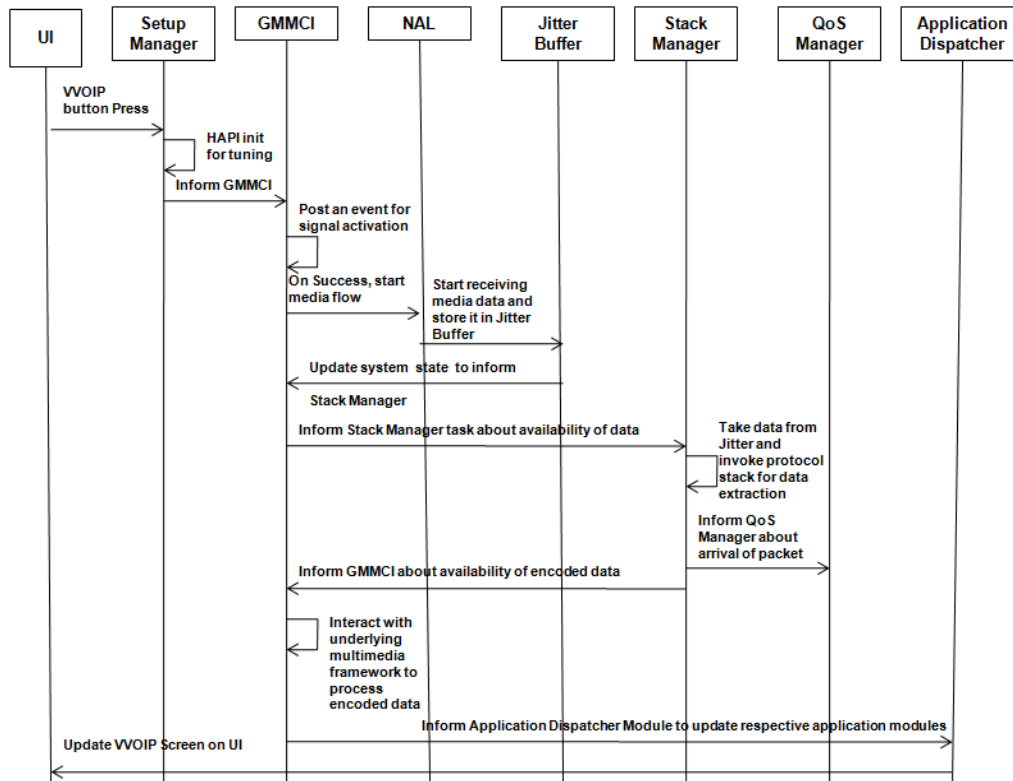 UI
Setup
Manager
GMMCI
NAL
Jitter
Buffer
Stack
Manager
QoS
Manager
Application
Dispatcher
VVOIP
button Press
HAPI init
for tuning
Inform GMMCI
Post an event for
signal activation
On Success, start
media flow
Start receiving
media data and
store it in Jitter
Buffer
Update system state to inform
Stack Manager
Inform Stack Manager task about availability of data
Take data from
Jitter and
invoke protocol
stack for data
extraction
Inform QoS
Manager about
arrival of packet
Inform GMMCI about availability of encoded data
Interact with
underlying
multimedia
framework to
process
encoded data
Inform Application Dispatcher Module to update respective application modules
Update VVOIP Screen on UI